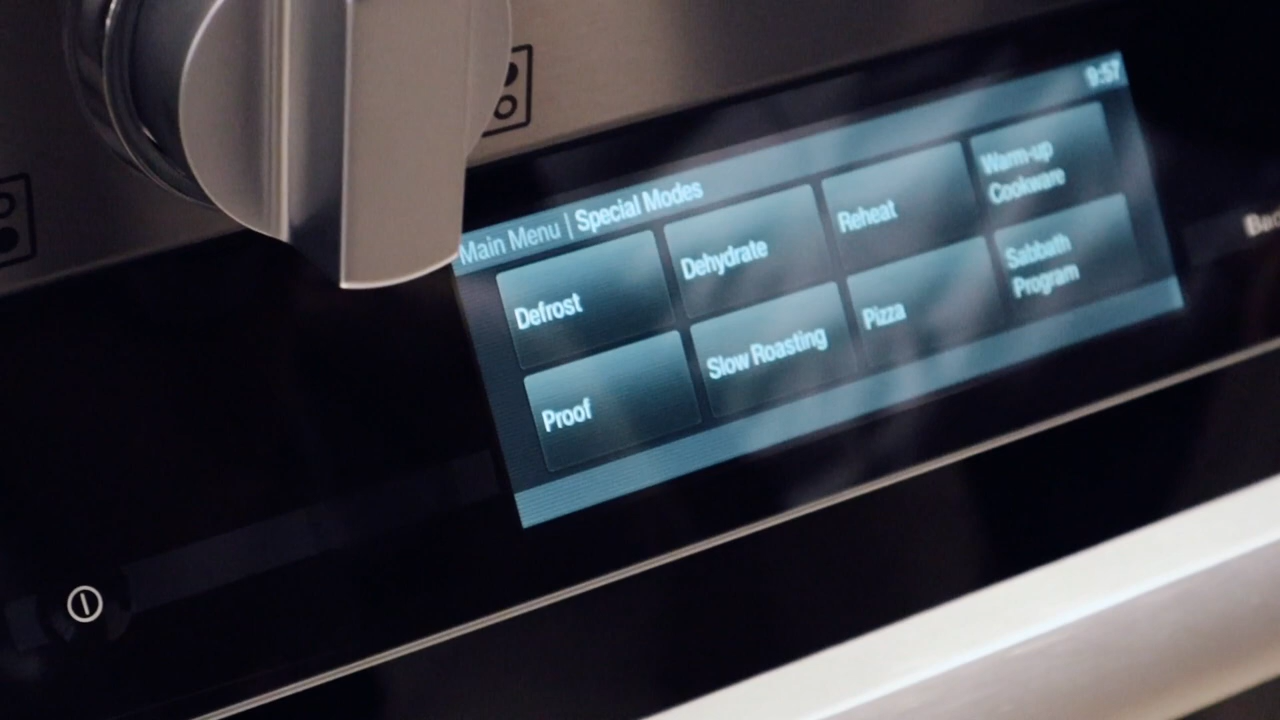 9:57
Main Menu | Special Modes
Defrost
Dehydrate
Reheat
Warm-up
Cookware
Proof
Slow Roasting
Pizza
Sabbath
Program